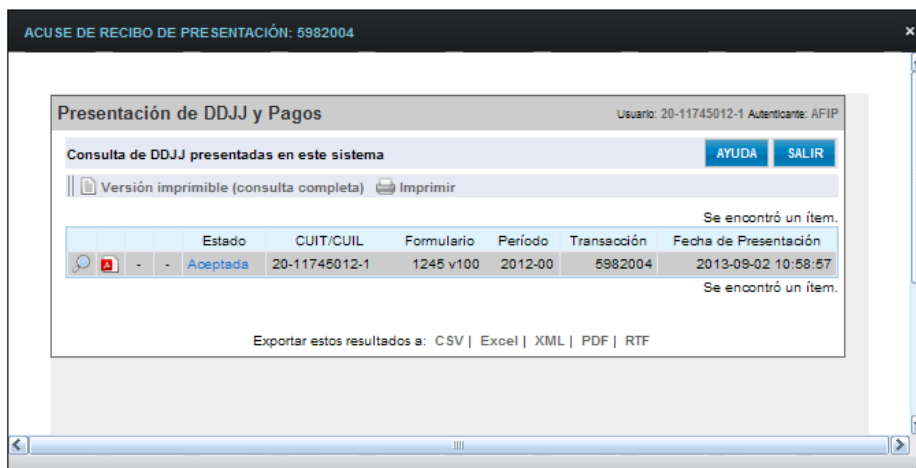 ACUSE DE RECIBO DE PRESENTACIÓN: 5982004 ×
Presentación de DDJJ y Pagos Usuario: 20-11745012-1 Autenticante: AFIP
Consulta de DDJJ presentadas en este sistema AYUDA SALIR
Versión imprimible (consulta completa) Imprimir
Se encontró un ítem.
Estado CUIT/CUIL Formulario Período Transacción Fecha de Presentación
- - Aceptada 20-11745012-1 1245 v100 2012-00 5982004 2013-09-02 10:58:57
Se encontró un ítem.
Exportar estos resultados a: CSV | Excel | XML | PDF | RTF